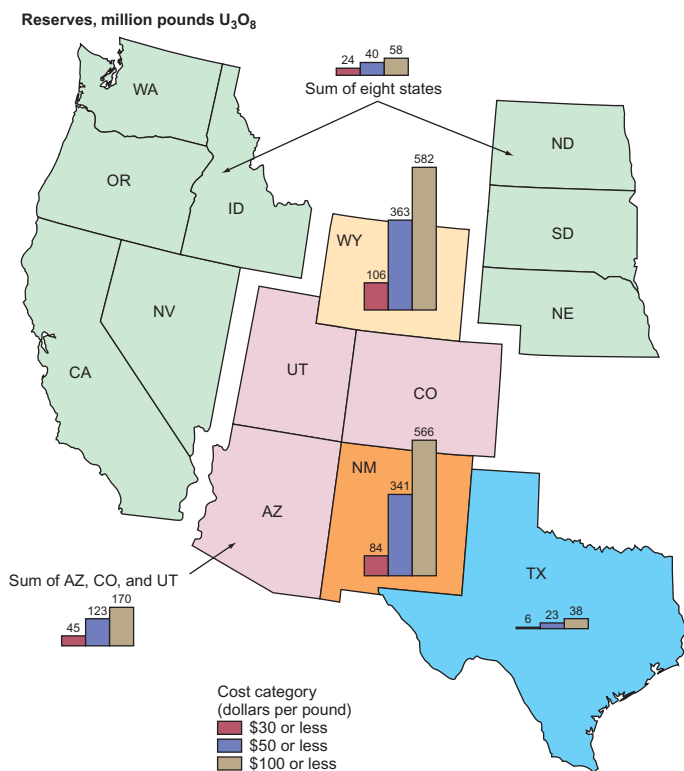 Reserves, million pounds U₃O₈
24 40 58
Sum of eight states
WA
OR
ID
NV
CA
ND
SD
NE
WY
106 363 582
UT
CO
AZ
NM
84 341 566
TX
6 23 38
Sum of AZ, CO, and UT
45 123 170
Cost category
(dollars per pound)
$30 or less
$50 or less
$100 or less